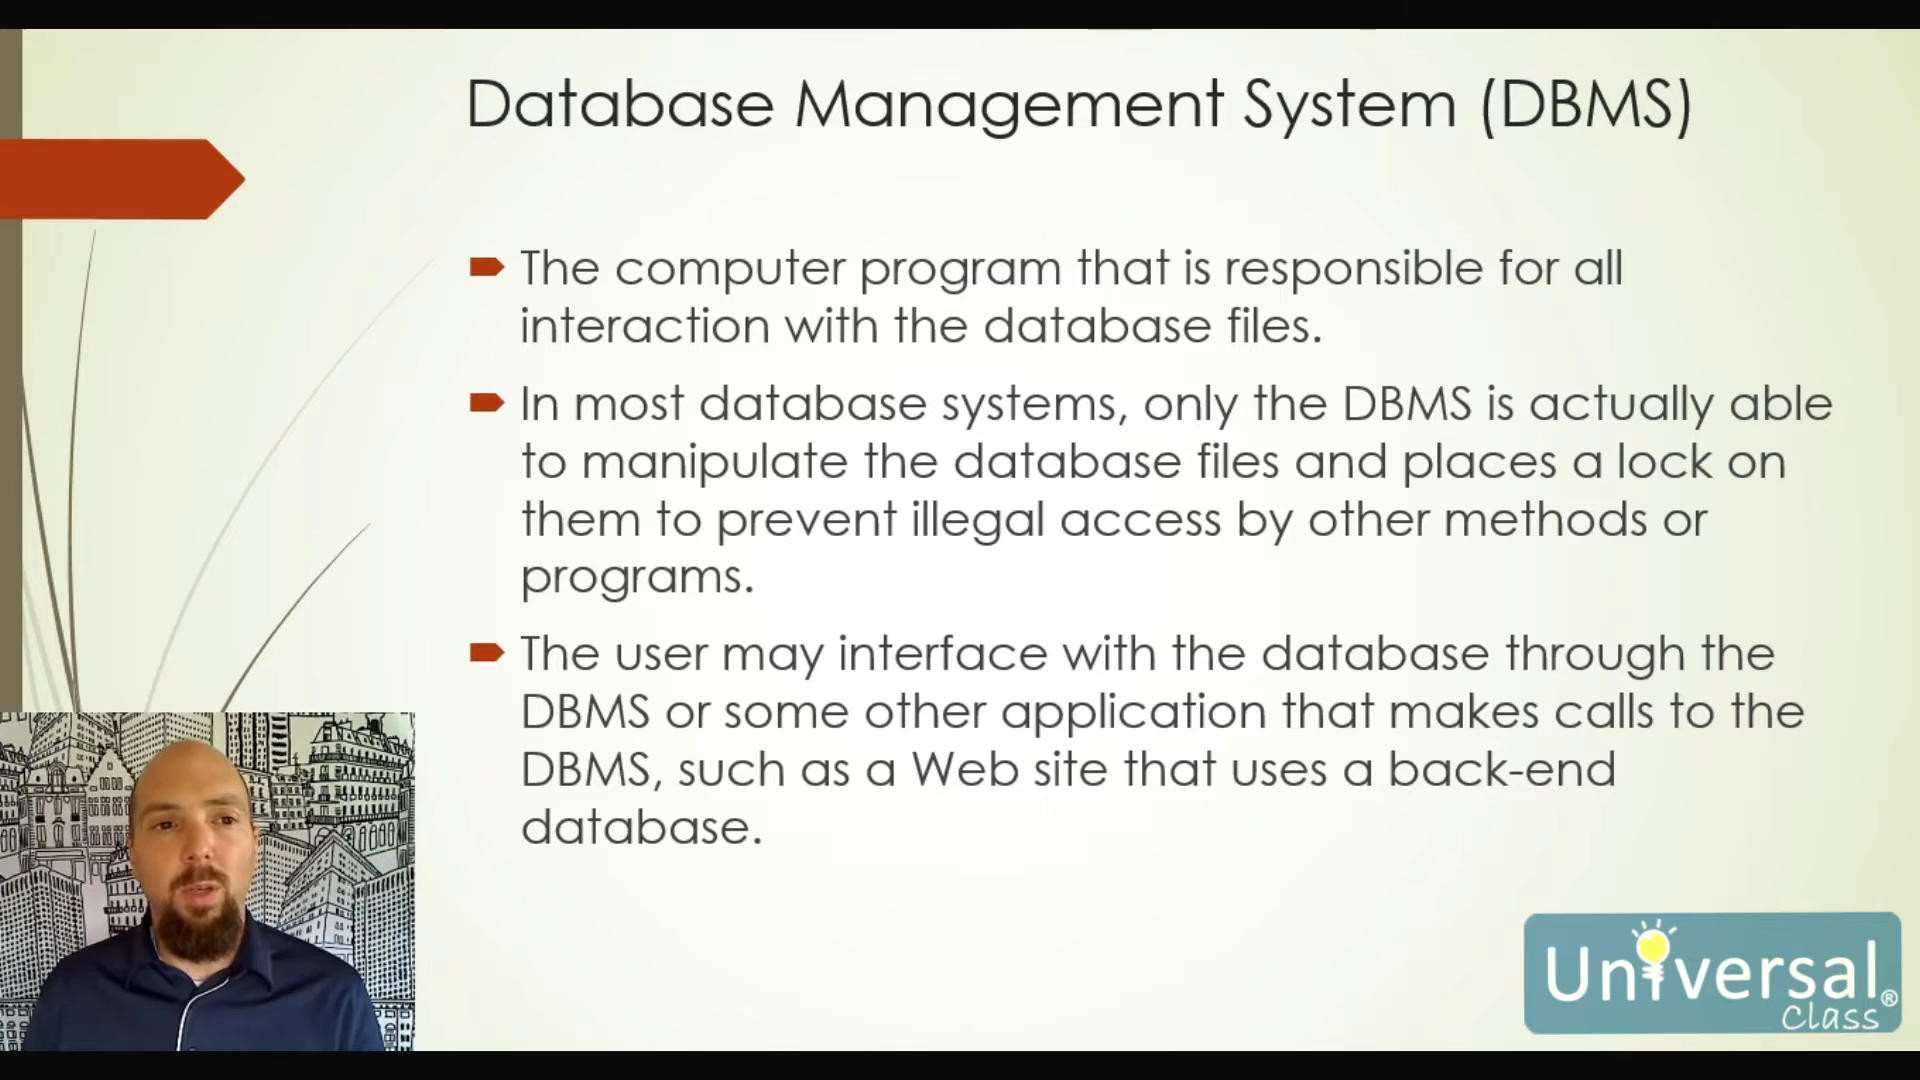 Database Management System (DBMS)
The computer program that is responsible for all
interaction with the database files.
In most database systems, only the DBMS is actually able
to manipulate the database files and places a lock on
them to prevent illegal access by other methods or
programs.
The user may interface with the database through the
DBMS or some other application that makes calls to the
DBMS, such as a Web site that uses a back-end
database.
Universal®
Class